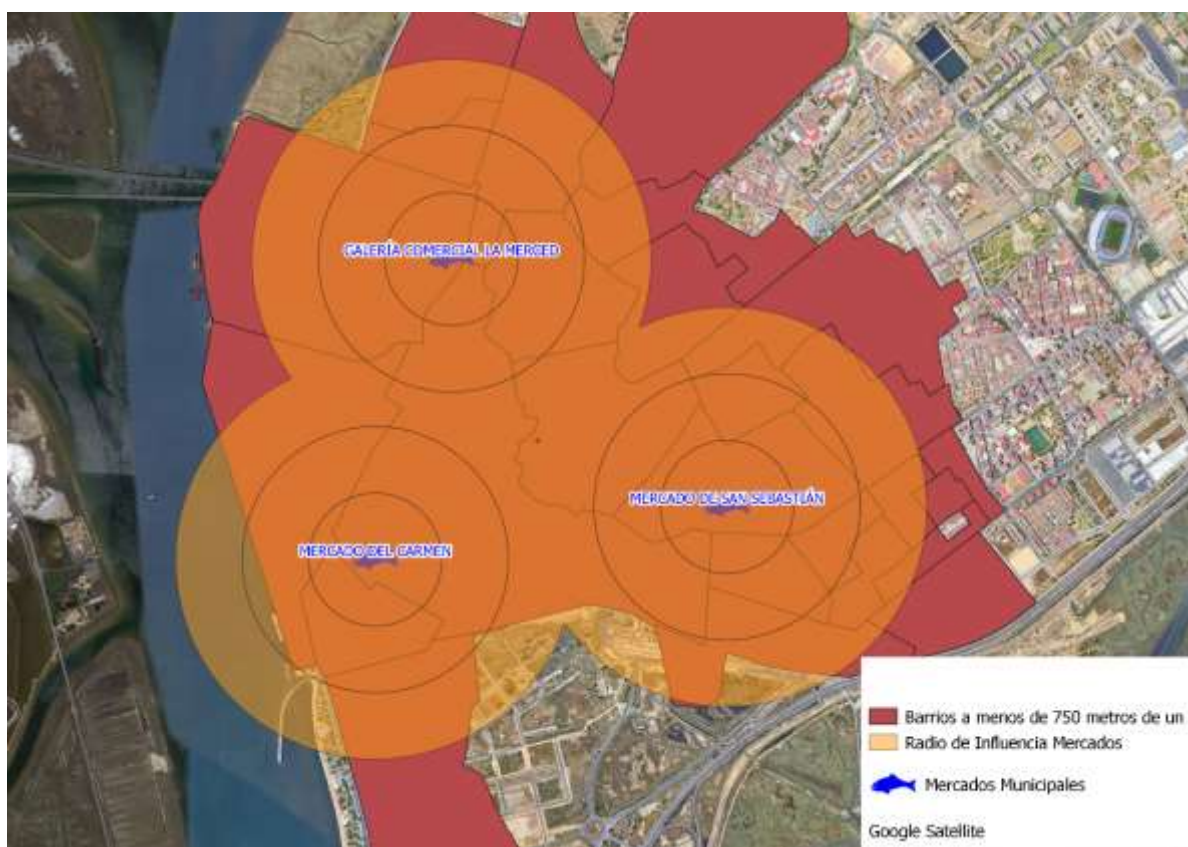 GALERÍA COMERCIAL LA MERCED
MERCADO DE SAN SEBASTIÁN
MERCADO DEL CARMEN
Barrios a menos de 750 metros de un
Radio de Influencia Mercados
Mercados Municipales
Google Satellite